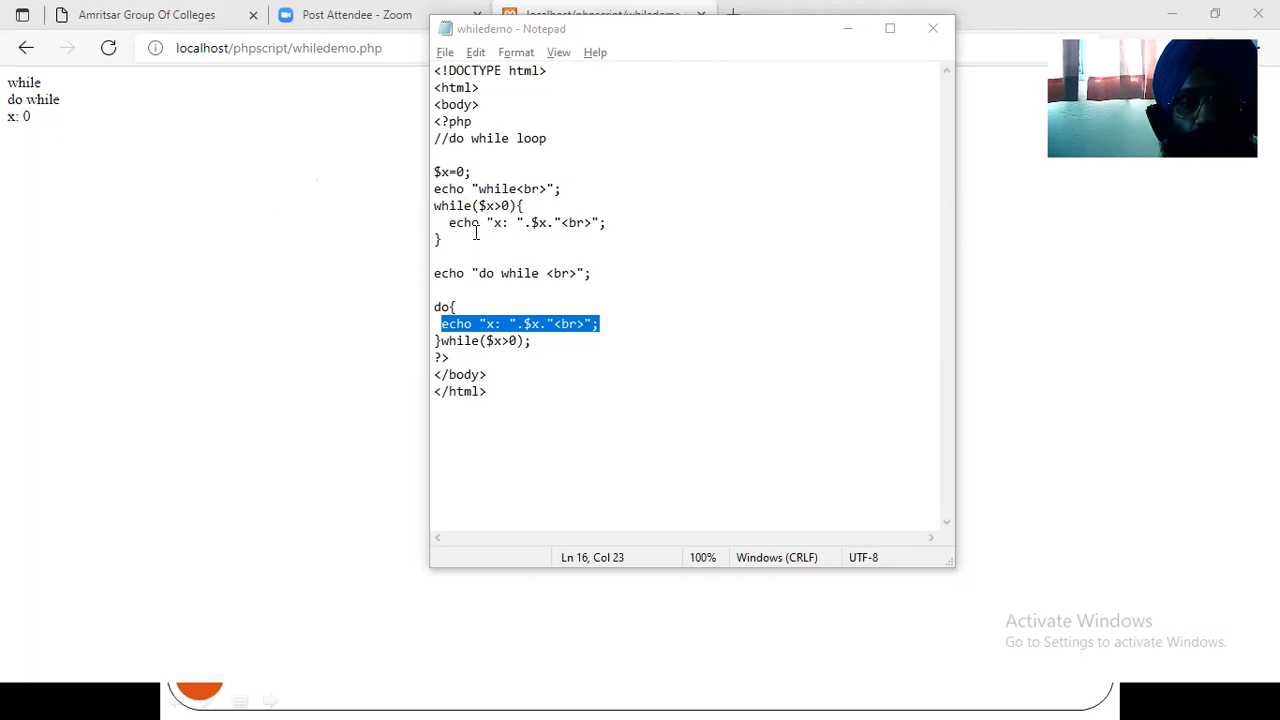 Amritsar Group Of Colleges
Post Attendee - Zoom
whiledemo - Notepad
localhost/phpscript/whiledemo.php
File Edit Format View Help
while
do while
x: 0
<!DOCTYPE html>
<html>
<body>
<?php
//do while loop
$x=0;
echo "while<br>";
while($x>0){
echo "x: ".$x."<br>";
}
echo "do while <br>";
do{
echo "x: ".$x."<br>";
}while($x>0);
?>
</body>
</html>
Ln 16, Col 23
100%
Windows (CRLF)
UTF-8
Activate Windows
Go to Settings to activate Windows.